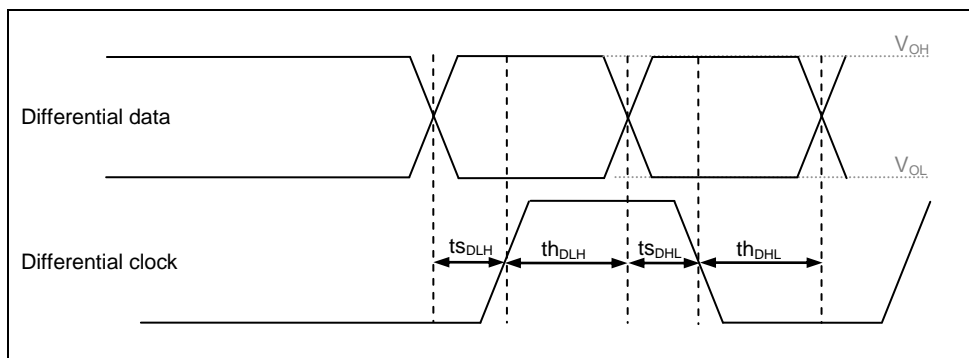 V_OH
Differential data
V_OL
ts_DLH th_DLH ts_DHL th_DHL
Differential clock